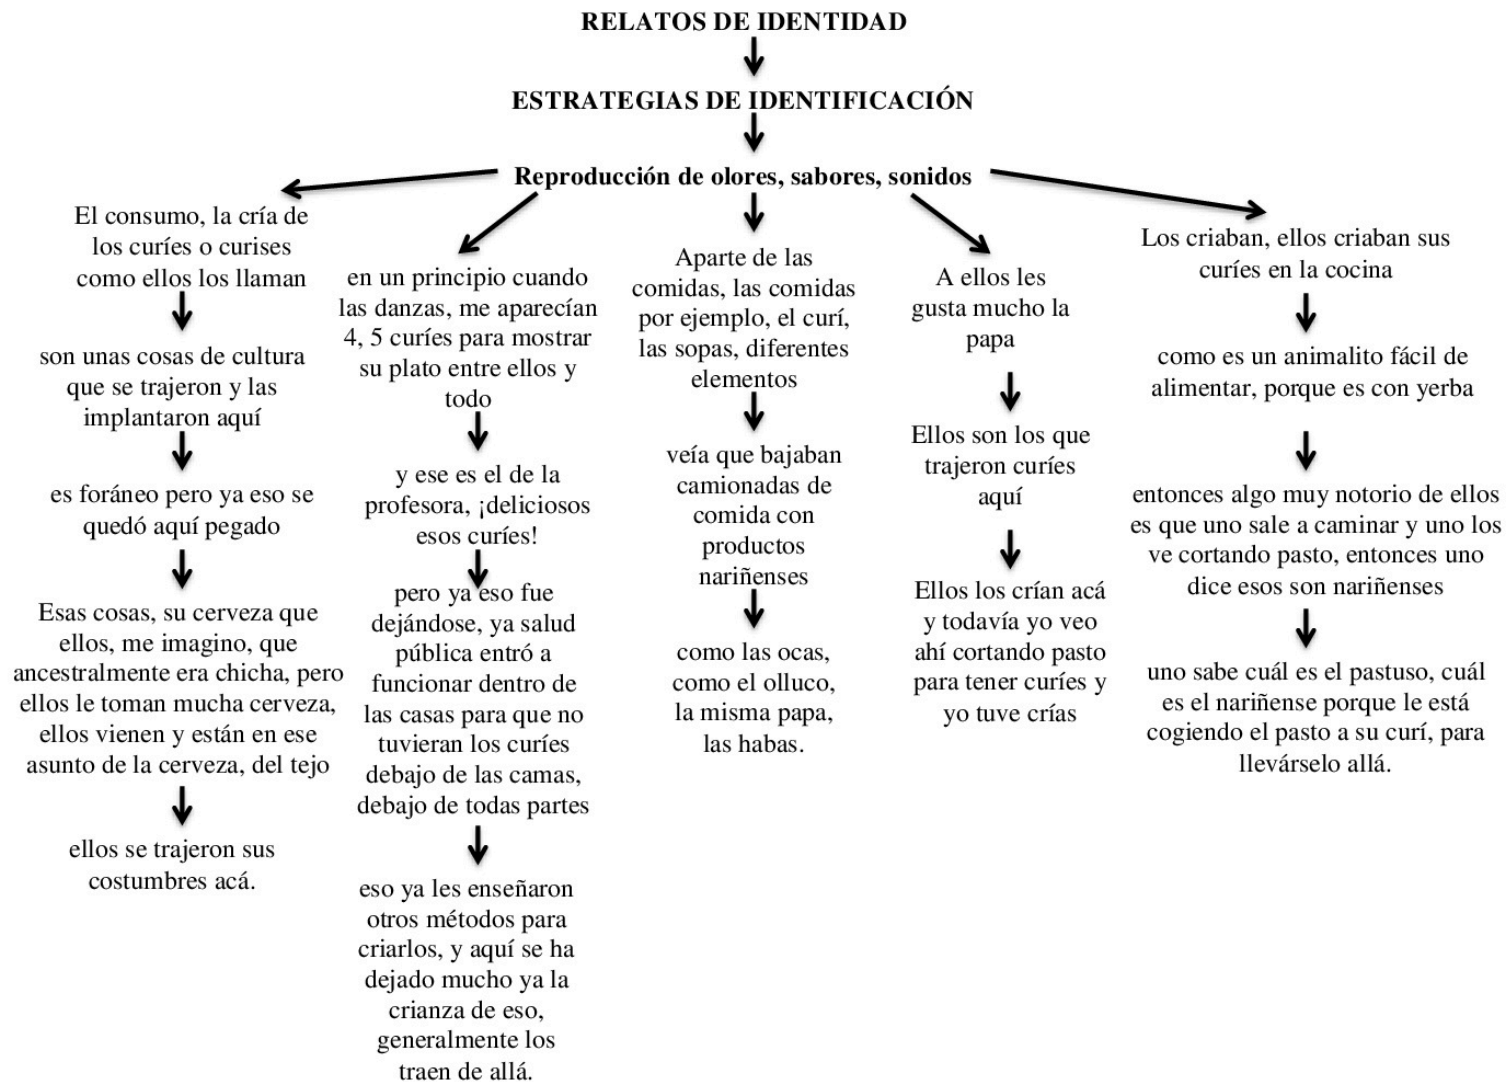 RELATOS DE IDENTIDAD
ESTRATEGIAS DE IDENTIFICACIÓN
Reproducción de olores, sabores, sonidos
El consumo, la cría de
los curíes o curises
como ellos los llaman
son unas cosas de cultura
que se trajeron y las
implantaron aquí
es foráneo pero ya eso se
quedó aquí pegado
Esas cosas, su cerveza que
ellos, me imagino, que
ancestralmente era chicha, pero
ellos le toman mucha cerveza,
ellos vienen y están en ese
asunto de la cerveza, del tejo
ellos se trajeron sus
costumbres acá.
en un principio cuando
las danzas, me aparecían
4, 5 curíes para mostrar
su plato entre ellos y
todo
y ese es el de la
profesora, ¡deliciosos
esos curíes!
pero ya eso fue
dejándose, ya salud
pública entró a
funcionar dentro de
las casas para que no
tuvieran los curíes
debajo de las camas,
debajo de todas partes
eso ya les enseñaron
otros métodos para
criarlos, y aquí se ha
dejado mucho ya la
crianza de eso,
generalmente los
traen de allá.
Aparte de las
comidas, las comidas
por ejemplo, el curí,
las sopas, diferentes
elementos
veía que bajaban
camionadas de
comida con
productos
nariñenses
como las ocas,
como el olluco,
la misma papa,
las habas.
A ellos les
gusta mucho la
papa
Ellos son los que
trajeron curíes
aquí
Ellos los crían acá
y todavía yo veo
ahí cortando pasto
para tener curíes y
yo tuve crías
Los criaban, ellos criaban sus
curíes en la cocina
como es un animalito fácil de
alimentar, porque es con yerba
entonces algo muy notorio de ellos
es que uno sale a caminar y uno los
ve cortando pasto, entonces uno
dice esos son nariñenses
uno sabe cuál es el pastuso, cuál
es el nariñense porque le está
cogiendo el pasto a su curí, para
llevárselo allá.